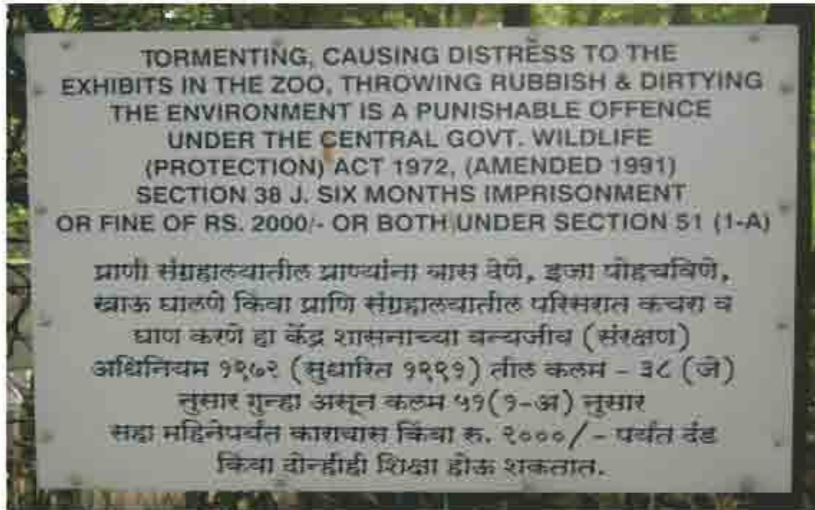 TORMENTING, CAUSING DISTRESS TO THE
EXHIBITS IN THE ZOO, THROWING RUBBISH & DIRTYING
THE ENVIRONMENT IS A PUNISHABLE OFFENCE
UNDER THE CENTRAL GOVT. WILDLIFE
(PROTECTION) ACT 1972, (AMENDED 1991)
SECTION 38 J. SIX MONTHS IMPRISONMENT
OR FINE OF RS. 2000/- OR BOTH UNDER SECTION 51 (1-A)
प्राणी संग्रहालयातील प्राण्यांना त्रास देणे, इजा पोहचविणे,
खाऊ घालणे किंवा प्राणि संग्रहालयातील परिसरात कचरा व
घाण करणे हा केंद्र शासनाच्या वन्यजीव (संरक्षण)
अधिनियम १९७२ (सुधारित १९९१) तील कलम - ३८ (जे)
नुसार गुन्हा असून कलम ५१(१-अ) नुसार
सहा महिनेपर्यंत कारावास किंवा रु. २०००/- पर्यंत दंड
किंवा दोन्हीही शिक्षा होऊ शकतात.